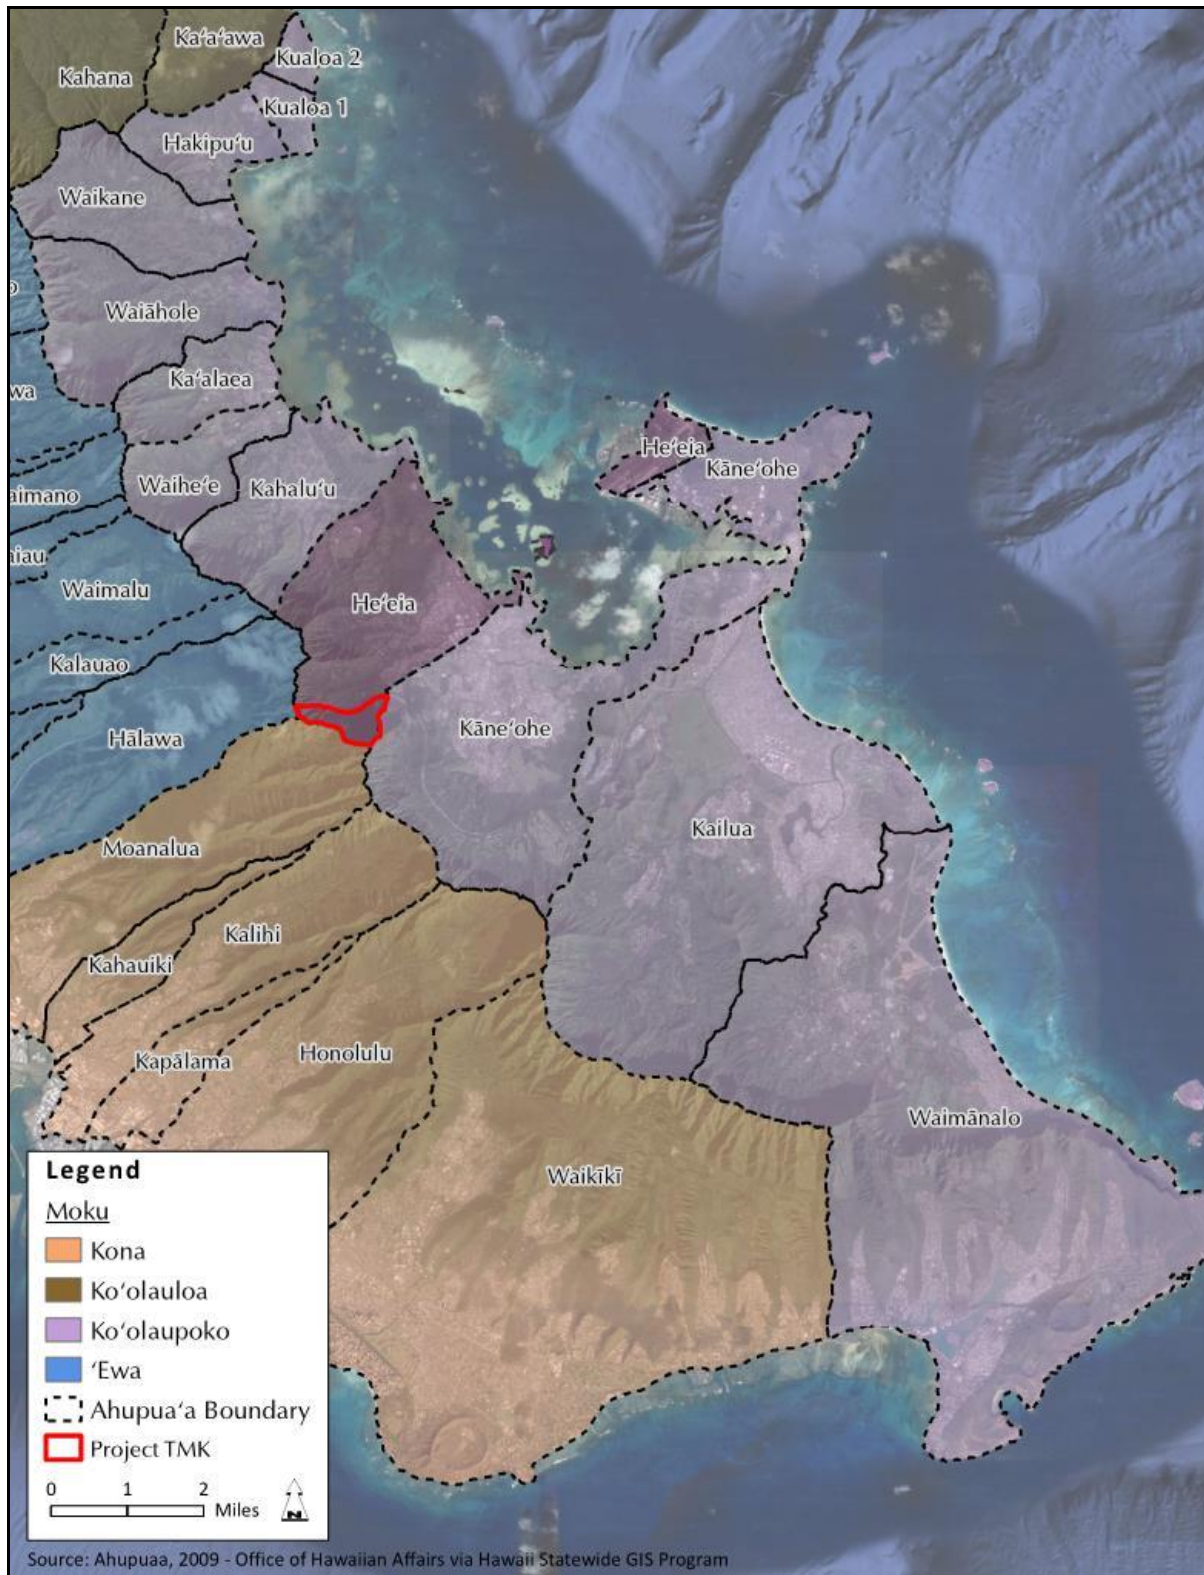 Ka‘a‘awa
Kualoa 2
Kahana
Kualoa 1
Hakipu‘u
Waikane
Waiāhole
wa
Ka‘alaea
He‘eia
Kāne‘ohe
Waihe‘e
Kahalu‘u
aimano
aiau
Waimalu
He‘eia
Kalauao
Hālawa
Kāne‘ohe
Kailua
Moanalua
Kalihi
Kahauiki
Kapālama
Honolulu
Waimānalo
Waikīkī
Legend
Moku
Kona
Ko‘olauloa
Ko‘olaupoko
‘Ewa
Ahupua‘a Boundary
Project TMK
0 1 2
Miles
N
Source: Ahupuaa, 2009 - Office of Hawaiian Affairs via Hawaii Statewide GIS Program